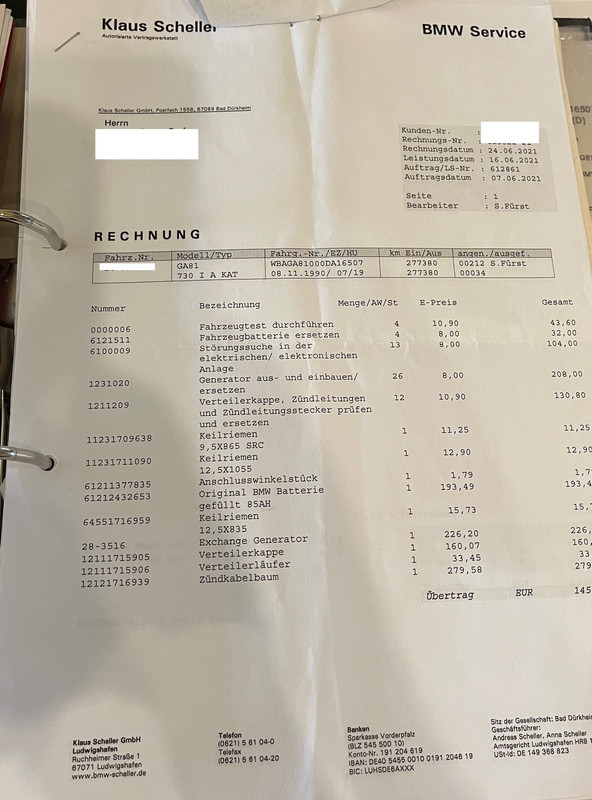 Klaus Scheller
Autorisierte Vertragswerkstatt
BMW Service
Klaus Scheller GmbH, Postfach 1558, 67089 Bad Dürkheim
Herrn
Kunden-Nr. :
Rechnungs-Nr. :
Rechnungsdatum : 24.06.2021
Leistungsdatum : 16.06.2021
Auftrag/LS-Nr. : 612861
Auftragsdatum : 07.06.2021
Seite : 1
Bearbeiter : S.Fürst
RECHNUNG
Fahrz.Nr. Modell/Typ Fahrg.-Nr./EZ/HU km Ein/Aus angen./ausgef.
GA81 WBAGA81000DA16507 277380 00212 S.Fürst
730 I A KAT 08.11.1990/ 07/19 277380 00034
Nummer Bezeichnung Menge/AW/St E-Preis Gesamt
0000006 Fahrzeugtest durchführen 4 10,90 43,60
6121511 Fahrzeugbatterie ersetzen 4 8,00 32,00
6100009 Störungssuche in der 13 8,00 104,00
elektrischen/ elektronischen
Anlage
1231020 Generator aus- und einbauen/ 26 8,00 208,00
ersetzen
1211209 Verteilerkappe, Zündleitungen 12 10,90 130,80
und Zündleitungsstecker prüfen
und ersetzen
11231709638 Keilriemen 1 11,25 11,25
9,5X865 SRC
11231711090 Keilriemen 1 12,90 12,90
12,5X1055
61211377835 Anschlusswinkelstück 1 1,79 1,7
61212432653 Original BMW Batterie 1 193,49 193,4
gefüllt 85AH
64551716959 Keilriemen 1 15,73 15,
12,5X835
28-3516 Exchange Generator 1 226,20 226,
12111715905 Verteilerkappe 1 160,07 160,
12111715906 Verteilerläufer 1 33,45 33
12121716939 Zündkabelbaum 1 279,58 279
Übertrag EUR 145
Klaus Scheller GmbH
Ludwigshafen
Ruchheimer Straße 1
67071 Ludwigshafen
www.bmw-scheller.de
Telefon
(0621) 5 61 04-0
Telefax
(0621) 5 61 04-20
Banken
Sparkasse Vorderpfalz
(BLZ 545 500 10)
Konto-Nr. 191 204 619
IBAN: DE40 5455 0010 0191 2046 19
BIC: LUHSDE6AXXX
Sitz der Gesellschaft: Bad Dürkheim
Geschäftsführer:
Andreas Scheller, Anna Scheller
Amtsgericht Ludwigshafen HRB 1
USt-Id: DE 149 368 823
1650
(D)